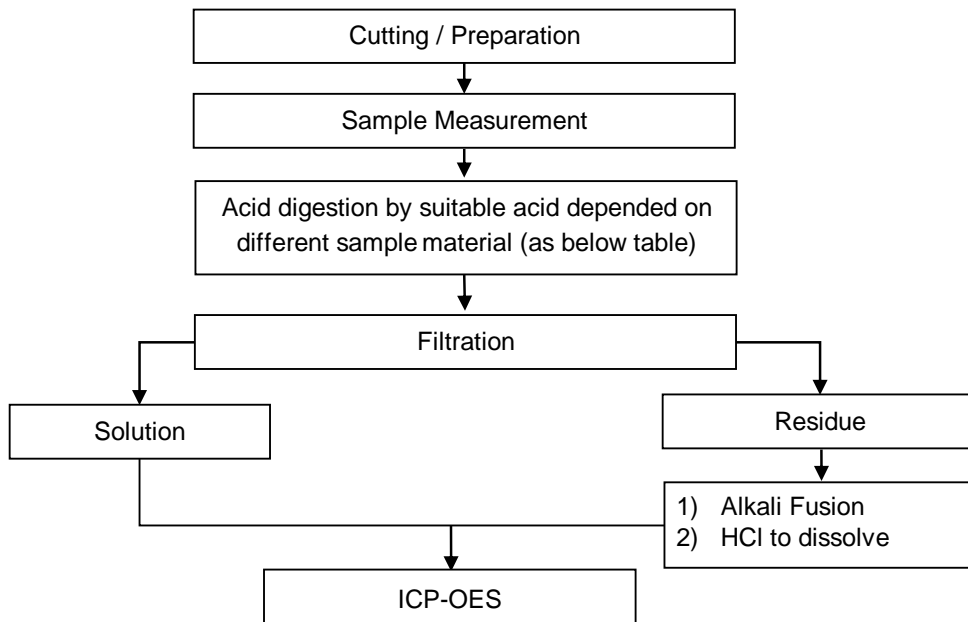 Cutting / Preparation
Sample Measurement
Acid digestion by suitable acid depended on
different sample material (as below table)
Filtration
Solution
Residue
1) Alkali Fusion
2) HCl to dissolve
ICP-OES